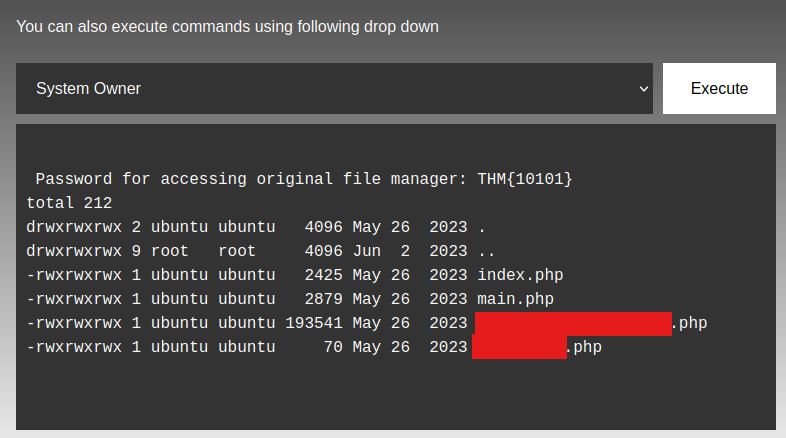 You can also execute commands using following drop down
System Owner
Execute
Password for accessing original file manager: THM{10101}
total 212
drwxrwxrwx 2 ubuntu ubuntu   4096 May 26  2023 .
drwxrwxrwx 9 root   root     4096 Jun  2  2023 ..
-rwxrwxrwx 1 ubuntu ubuntu   2425 May 26  2023 index.php
-rwxrwxrwx 1 ubuntu ubuntu   2879 May 26  2023 main.php
-rwxrwxrwx 1 ubuntu ubuntu 193541 May 26  2023 .php
-rwxrwxrwx 1 ubuntu ubuntu     70 May 26  2023 .php